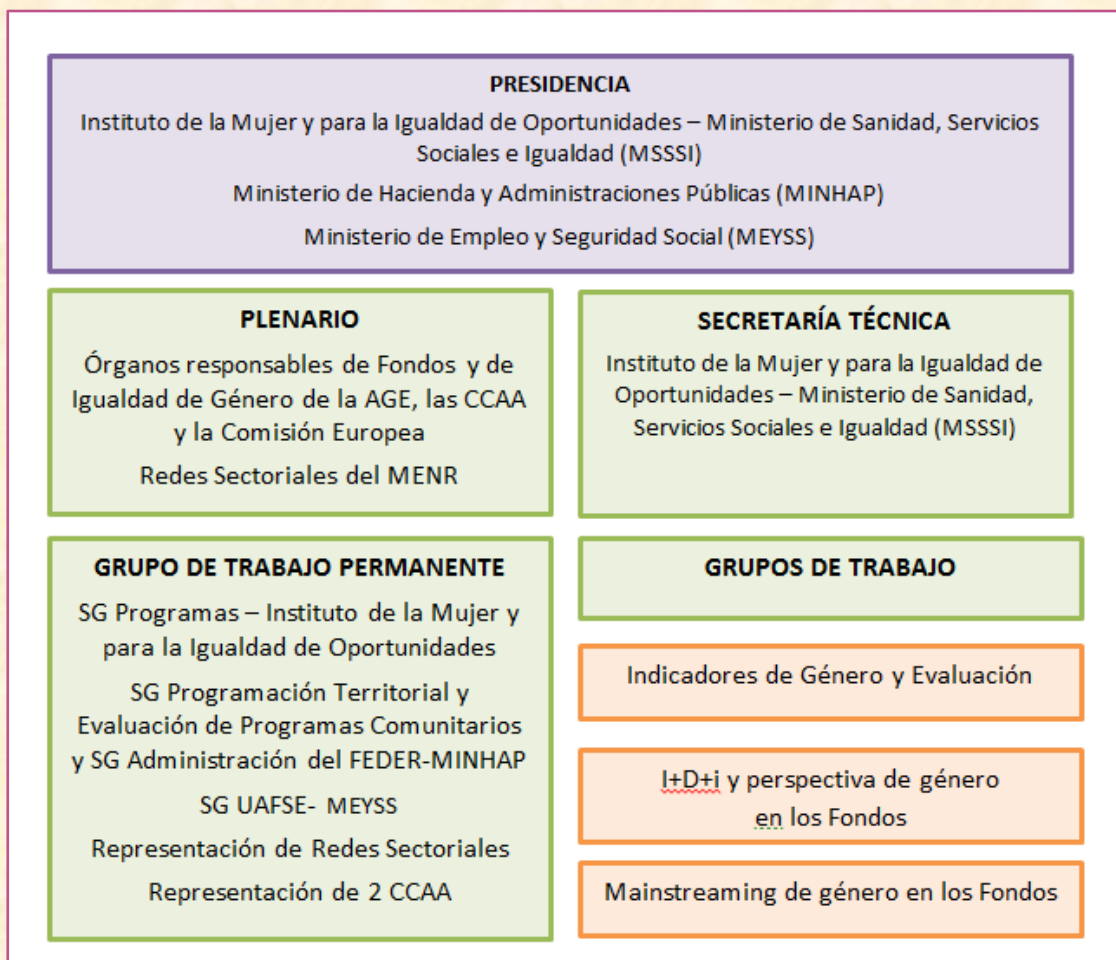 PRESIDENCIA
Instituto de la Mujer y para la Igualdad de Oportunidades – Ministerio de Sanidad, Servicios
Sociales e Igualdad (MSSSI)
Ministerio de Hacienda y Administraciones Públicas (MINHAP)
Ministerio de Empleo y Seguridad Social (MEYSS)
PLENARIO
Órganos responsables de Fondos y de
Igualdad de Género de la AGE, las CCAA
y la Comisión Europea
Redes Sectoriales del MENR
SECRETARÍA TÉCNICA
Instituto de la Mujer y para la Igualdad de
Oportunidades – Ministerio de Sanidad,
Servicios Sociales e Igualdad (MSSSI)
GRUPO DE TRABAJO PERMANENTE
SG Programas – Instituto de la Mujer y
para la Igualdad de Oportunidades
SG Programación Territorial y
Evaluación de Programas Comunitarios
y SG Administración del FEDER-MINHAP
SG UAFSE- MEYSS
Representación de Redes Sectoriales
Representación de 2 CCAA
GRUPOS DE TRABAJO
Indicadores de Género y Evaluación
I+D+i y perspectiva de género
en los Fondos
Mainstreaming de género en los Fondos